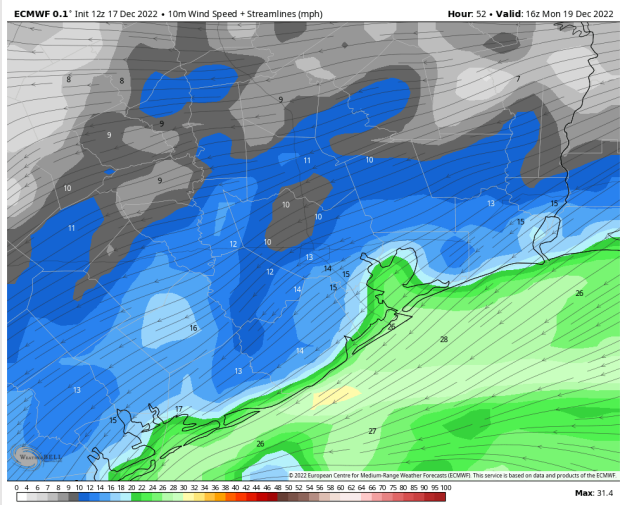 ECMWF 0.1° Init 12z 17 Dec 2022 • 10m Wind Speed + Streamlines (mph) Hour: 52 • Valid: 16z Mon 19 Dec 2022
8 8 7
9
9
9
9
11 10
10
10 13 15
10
15
11
12 10
13
12 14 15
14 15 26
16 26
28
14
13
13
17
15
27
26
WeatherBELL
© 2022 European Centre for Medium-Range Weather Forecasts (ECMWF). This service is based on data and products of the ECMWF
0 4 6 7 8 9 10 12 14 16 18 20 22 24 26 28 30 32 34 36 38 40 42 44 46 48 50 52 54 56 58 60 62 64 66 68 70 75 80 85 90 95 100
Max: 31.4